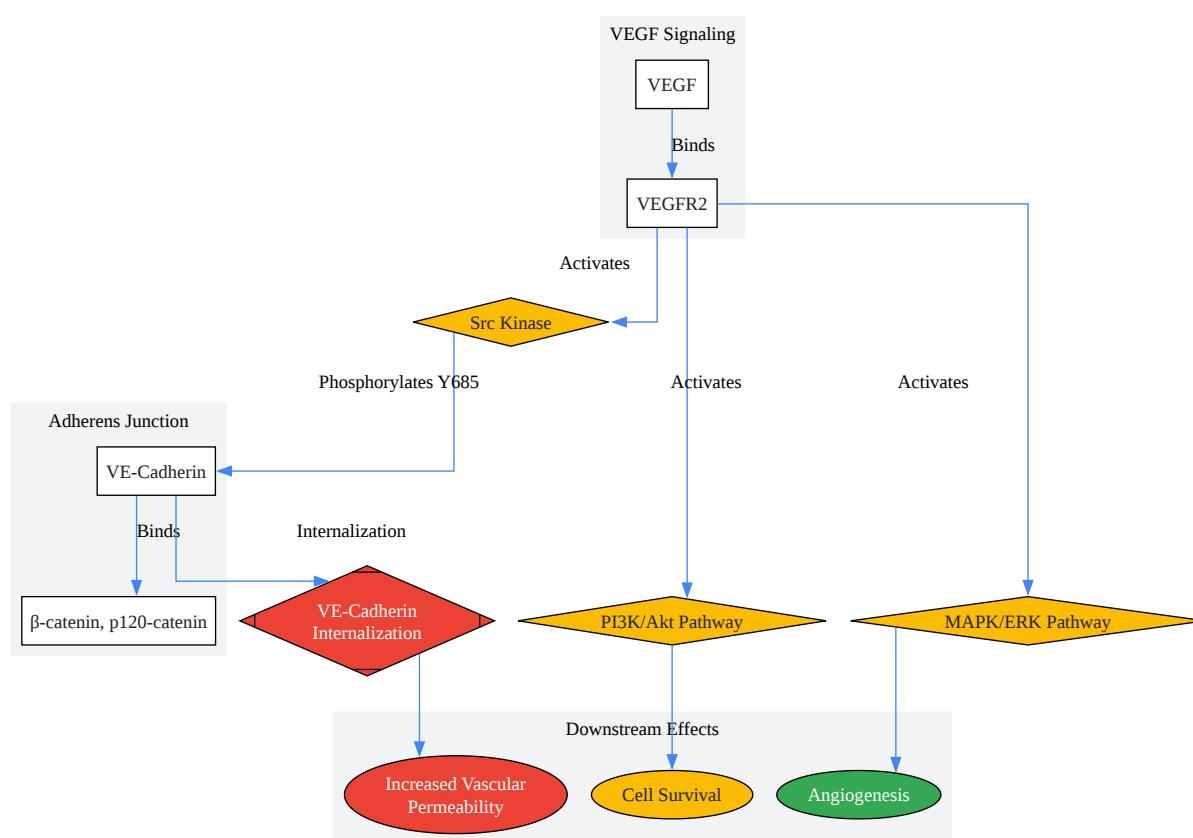 VEGF Signaling
VEGF
Binds
VEGFR2
Activates
Src Kinase
Phosphorylates Y685
Activates
Activates
Adherens Junction
VE-Cadherin
Binds
Internalization
β-catenin, p120-catenin
VE-Cadherin
Internalization
PI3K/Akt Pathway
MAPK/ERK Pathway
Downstream Effects
Increased Vascular
Permeability
Cell Survival
Angiogenesis